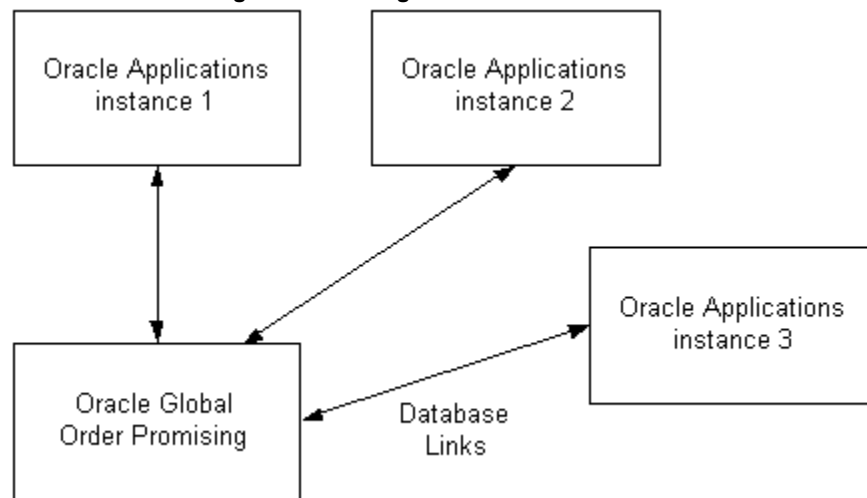 Oracle Applications
instance 1
Oracle Applications
instance 2
Oracle Applications
instance 3
Oracle Global
Order Promising
Database
Links